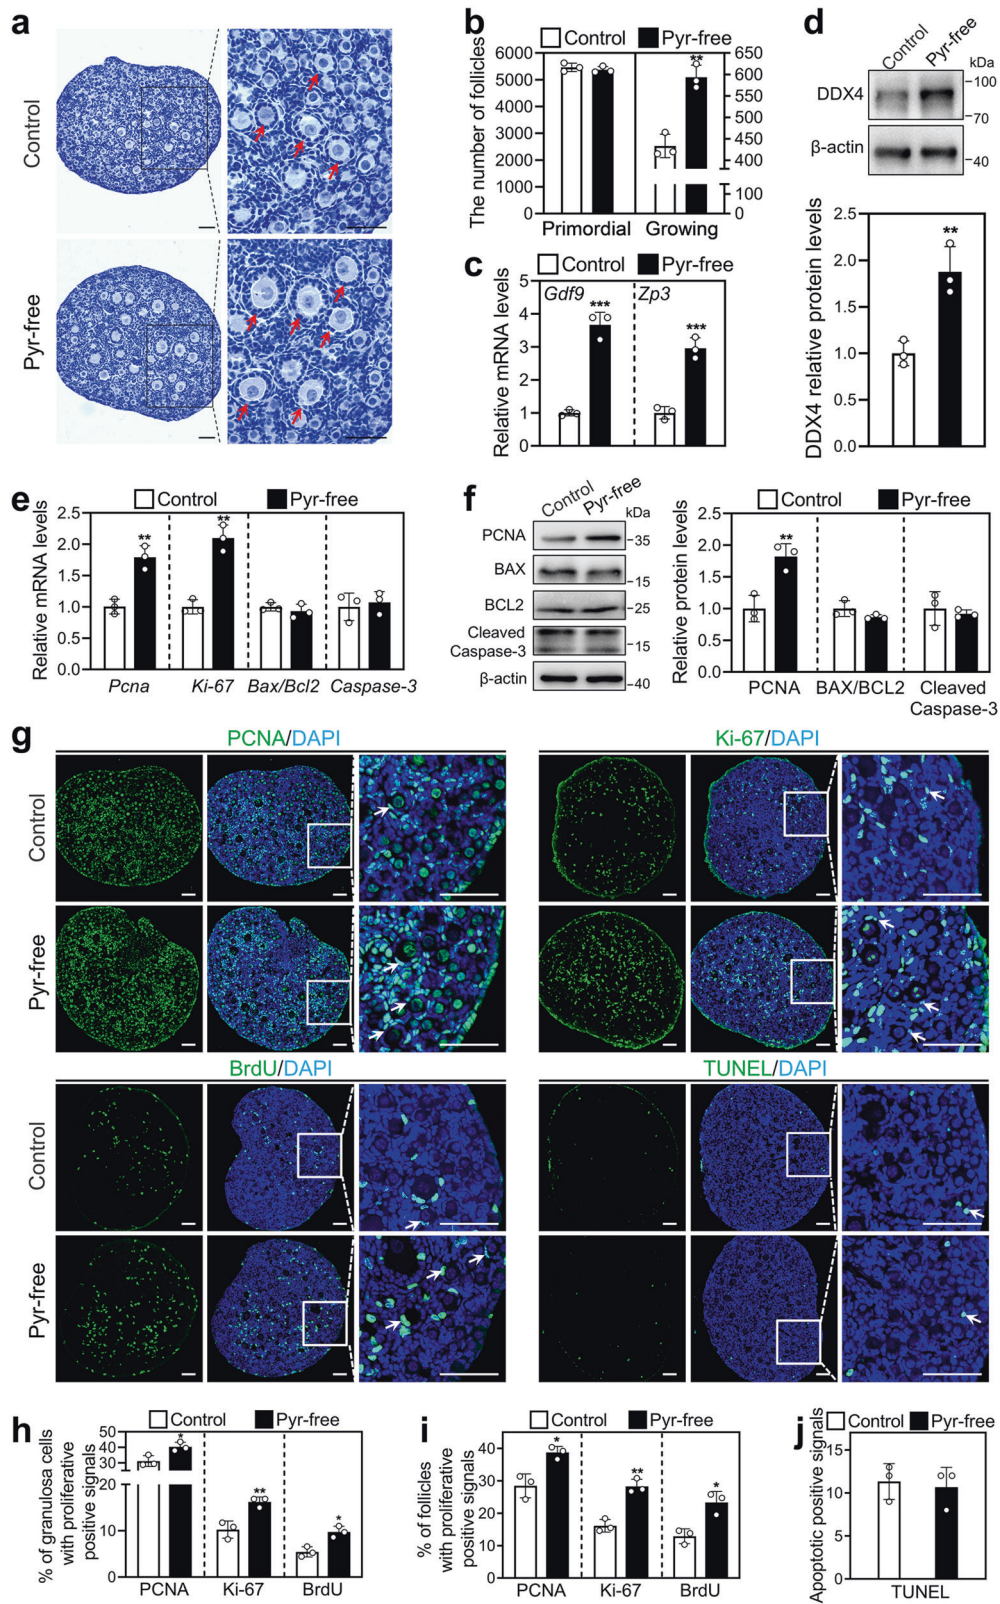 a
Control
Pyr-free
b
Control
Pyr-free
The number of follicles
6000
5000
4000
3000
2000
1000
0
**
650
600
550
500
450
400
100
0
Primordial
Growing
c
Control
Pyr-free
Relative mRNA levels
5
4
3
2
1
0
Gdf9
***
Zp3
***
d
Control
Pyr-free
kDa
DDX4
100
70
β-actin
40
DDX4 relative protein levels
2.5
2.0
1.5
1.0
0.5
0.0
**
e
Control
Pyr-free
Relative mRNA levels
2.5
2.0
1.5
1.0
0.5
0.0
**
**
Pcna
Ki-67
Bax/Bcl2
Caspase-3
f
Control
Pyr-free
kDa
PCNA
35
BAX
15
BCL2
25
Cleaved
Caspase-3
15
β-actin
40
Control
Pyr-free
Relative protein levels
2.5
2.0
1.5
1.0
0.5
0.0
**
PCNA
BAX/BCL2
Cleaved
Caspase-3
g
PCNA/DAPI
Ki-67/DAPI
Control
Pyr-free
BrdU/DAPI
TUNEL/DAPI
Control
Pyr-free
h
Control
Pyr-free
% of granulosa cells
with proliferative
positive signals
50
40
30
20
10
0
*
**
*
PCNA
Ki-67
BrdU
i
Control
Pyr-free
% of follicles
with proliferative
positive signals
40
30
20
10
0
*
**
*
PCNA
Ki-67
BrdU
j
Control
Pyr-free
Apoptotic positive signals
15
10
5
0
TUNEL